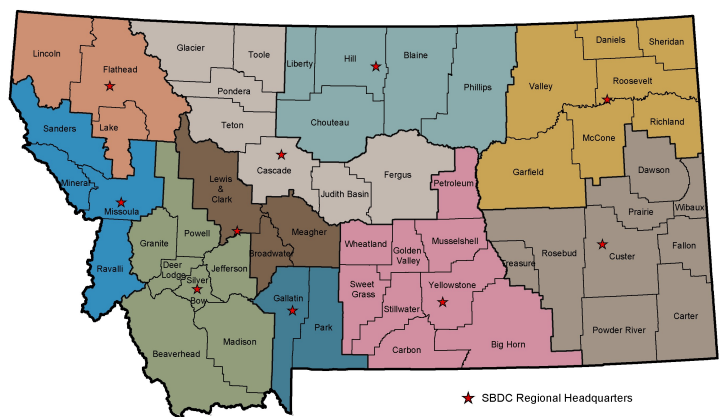 Lincoln
Flathead
Glacier
Toole
Liberty
Hill
Blaine
Phillips
Valley
Daniels
Sheridan
Roosevelt
Pondera
Teton
Chouteau
Richland
McCone
Garfield
Sanders
Lake
Mineral
Missoula
Ravalli
Cascade
Judith Basin
Fergus
Petroleum
Dawson
Wibaux
Prairie
Lewis
&
Clark
Meagher
Broadwater
Powell
Granite
Deer
Lodge
Silver
Bow
Jefferson
Beaverhead
Madison
Gallatin
Park
Wheatland
Golden
Valley
Musselshell
Sweet
Grass
Stillwater
Yellowstone
Carbon
Big Horn
Treasure
Rosebud
Custer
Fallon
Powder River
Carter
SBDC Regional Headquarters